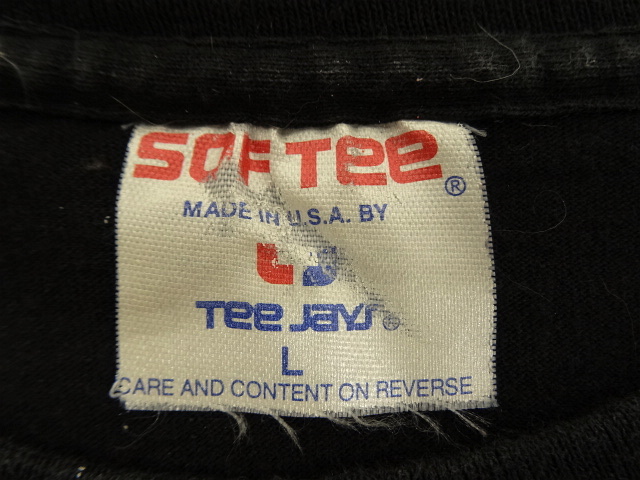 SOFTEE ®
MADE IN U.S.A. BY
TEE JAYS ®
L
CARE AND CONTENT ON REVERSE